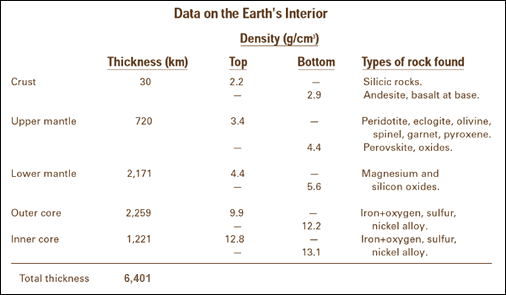 Data on the Earth's Interior
Density (g/cm³)
Thickness (km) Top Bottom Types of rock found
Crust 30 2.2 — Silicic rocks.
— 2.9 Andesite, basalt at base.
Upper mantle 720 3.4 — Peridotite, eclogite, olivine,
spinel, garnet, pyroxene.
— 4.4 Perovskite, oxides.
Lower mantle 2,171 4.4 — Magnesium and
— 5.6 silicon oxides.
Outer core 2,259 9.9 — Iron+oxygen, sulfur,
— 12.2 nickel alloy.
Inner core 1,221 12.8 — Iron+oxygen, sulfur,
— 13.1 nickel alloy.
Total thickness 6,401